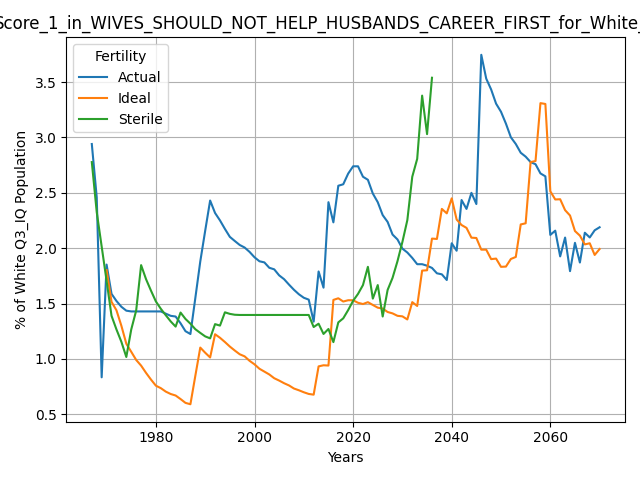 Score_1_in_WIVES_SHOULD_NOT_HELP_HUSBANDS_CAREER_FIRST_for_White_
Fertility
Actual
Ideal
Sterile
% of White Q3_IQ Population
3.5
3.0
2.5
2.0
1.5
1.0
0.5
1980
2000
2020
2040
2060
Years